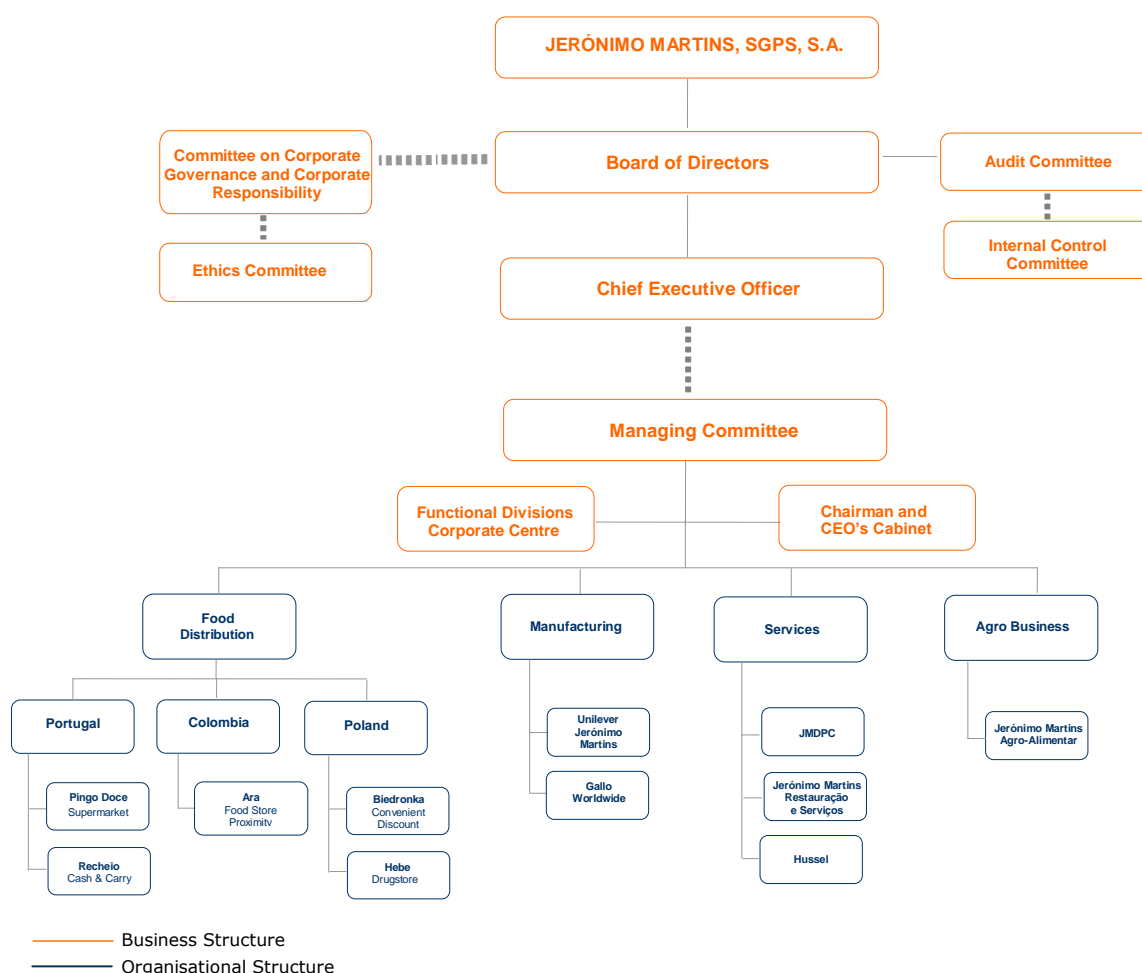 JERÓNIMO MARTINS, SGPS, S.A.
Committee on Corporate
Governance and Corporate
Responsibility
Board of Directors
Audit Committee
Ethics Committee
Internal Control
Committee
Chief Executive Officer
Managing Committee
Functional Divisions
Corporate Centre
Chairman and
CEO's Cabinet
Food
Distribution
Manufacturing
Services
Agro Business
Portugal
Colombia
Poland
Unilever
Jerónimo
Martins
JMDPC
Jerónimo Martins
Agro-Alimentar
Pingo Doce
Supermarket
Ara
Food Store
Proximity
Biedronka
Convenient
Discount
Gallo
Worldwide
Jerónimo Martins
Restauração
e Serviços
Recheio
Cash & Carry
Hebe
Drugstore
Hussel
Business Structure
Organisational Structure